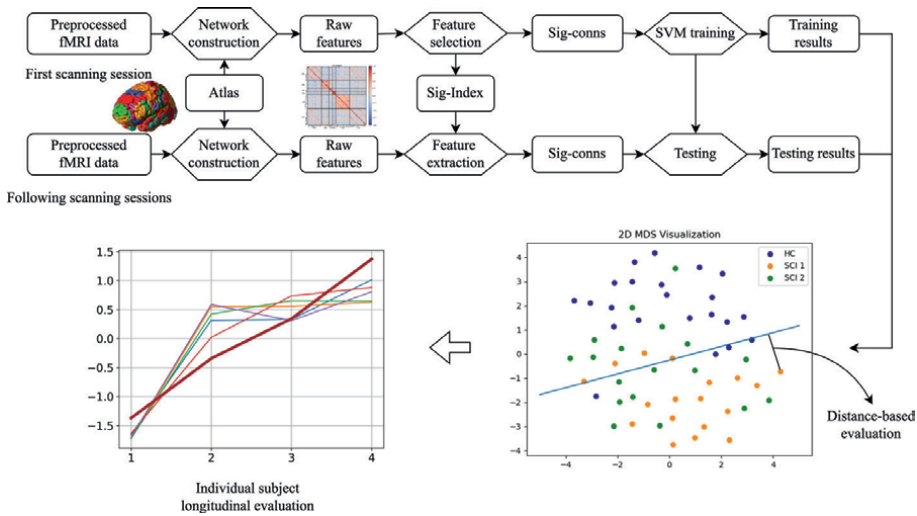 Preprocessed
fMRI data
Network
construction
Raw
features
Feature
selection
Sig-conns
SVM training
Training
results
First scanning session
Atlas
Sig-Index
Preprocessed
fMRI data
Network
construction
Raw
features
Feature
extraction
Sig-conns
Testing
Testing results
Following scanning sessions
1.5
1.0
0.5
0.0
−0.5
−1.0
−1.5
1 2 3 4
Individual subject
longitudinal evaluation
2D MDS Visualization
HC
SCI 1
SCI 2
4
3
2
1
0
−1
−2
−3
−4
−4 −2 0 2 4
Distance-based
evaluation